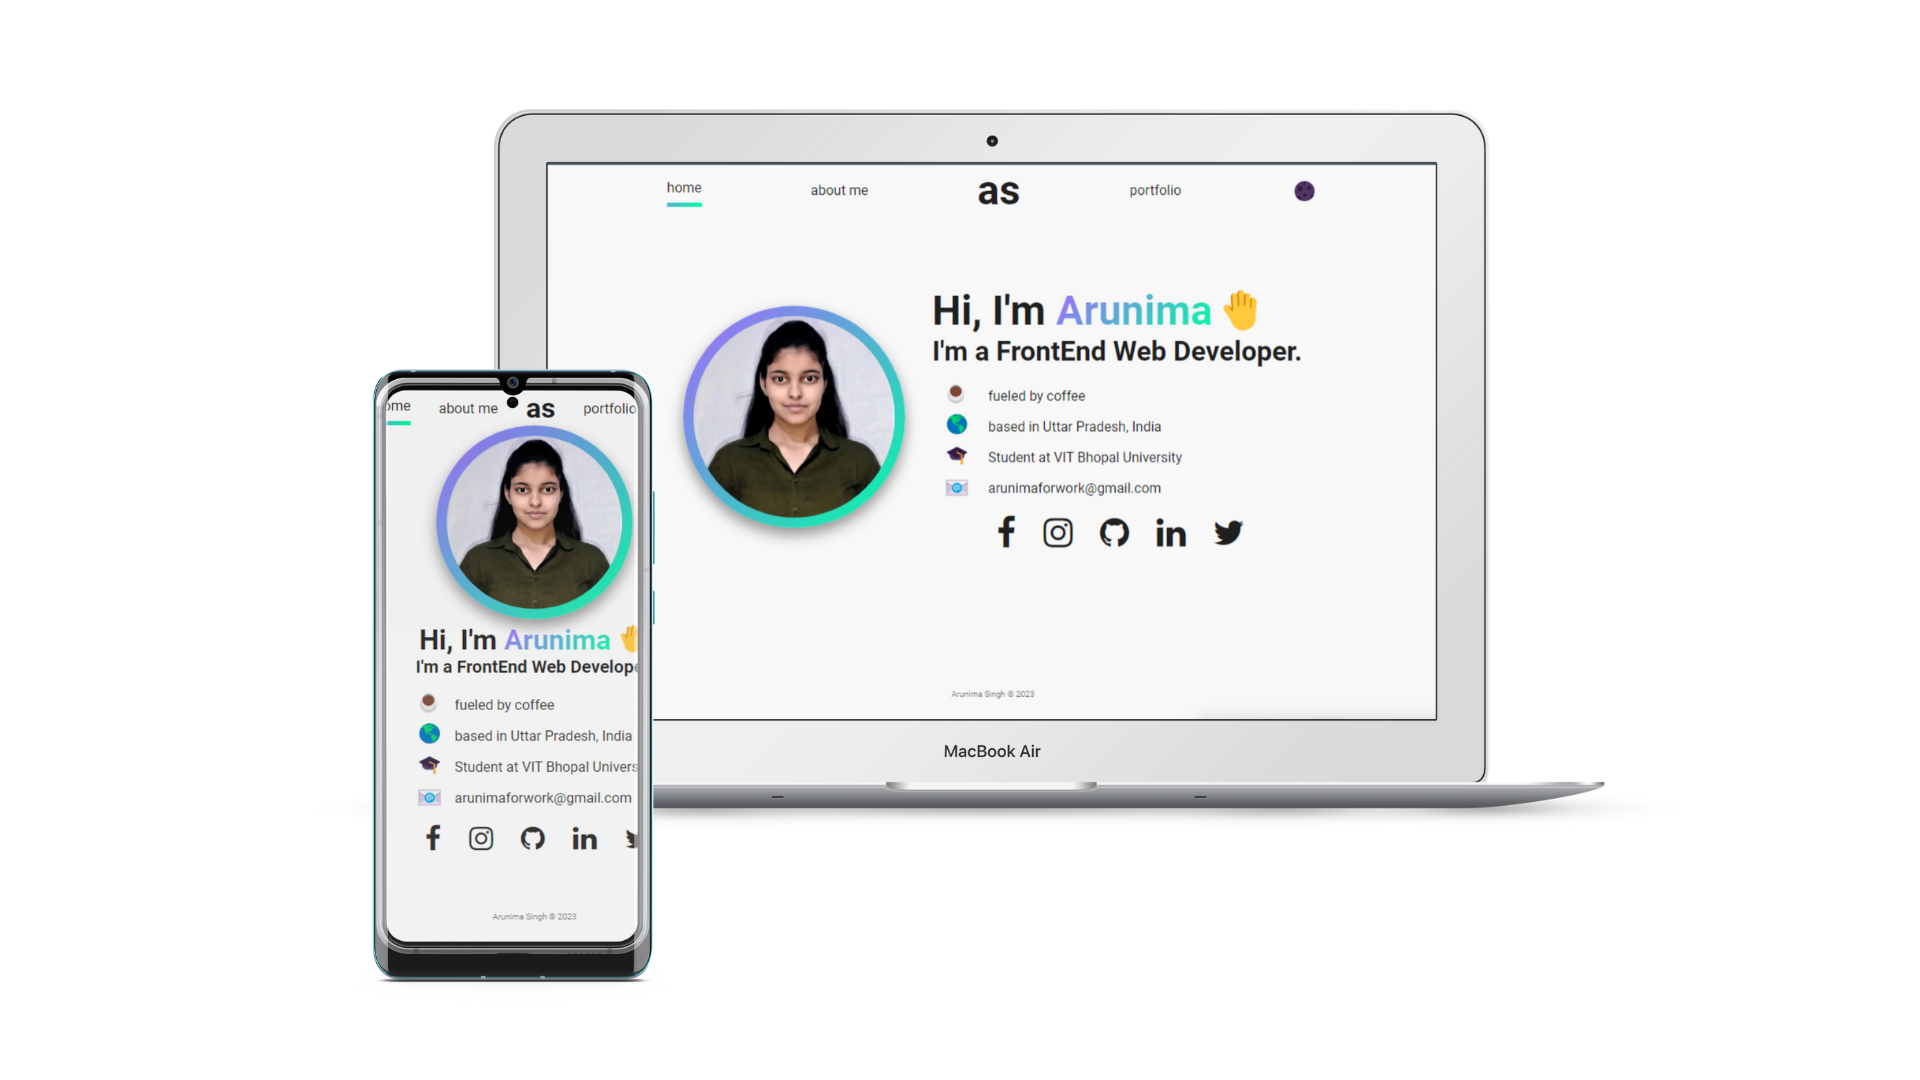 home about me as portfolio
Hi, I'm Arunima
I'm a FrontEnd Web Developer.
fueled by coffee
based in Uttar Pradesh, India
Student at VIT Bhopal University
arunimaforwork@gmail.com
Arunima Singh © 2023
MacBook Air
ome about me as portfolio
Hi, I'm Arunima
I'm a FrontEnd Web Develope
fueled by coffee
based in Uttar Pradesh, India
Student at VIT Bhopal Univers
arunimaforwork@gmail.com
Arunima Singh © 2023